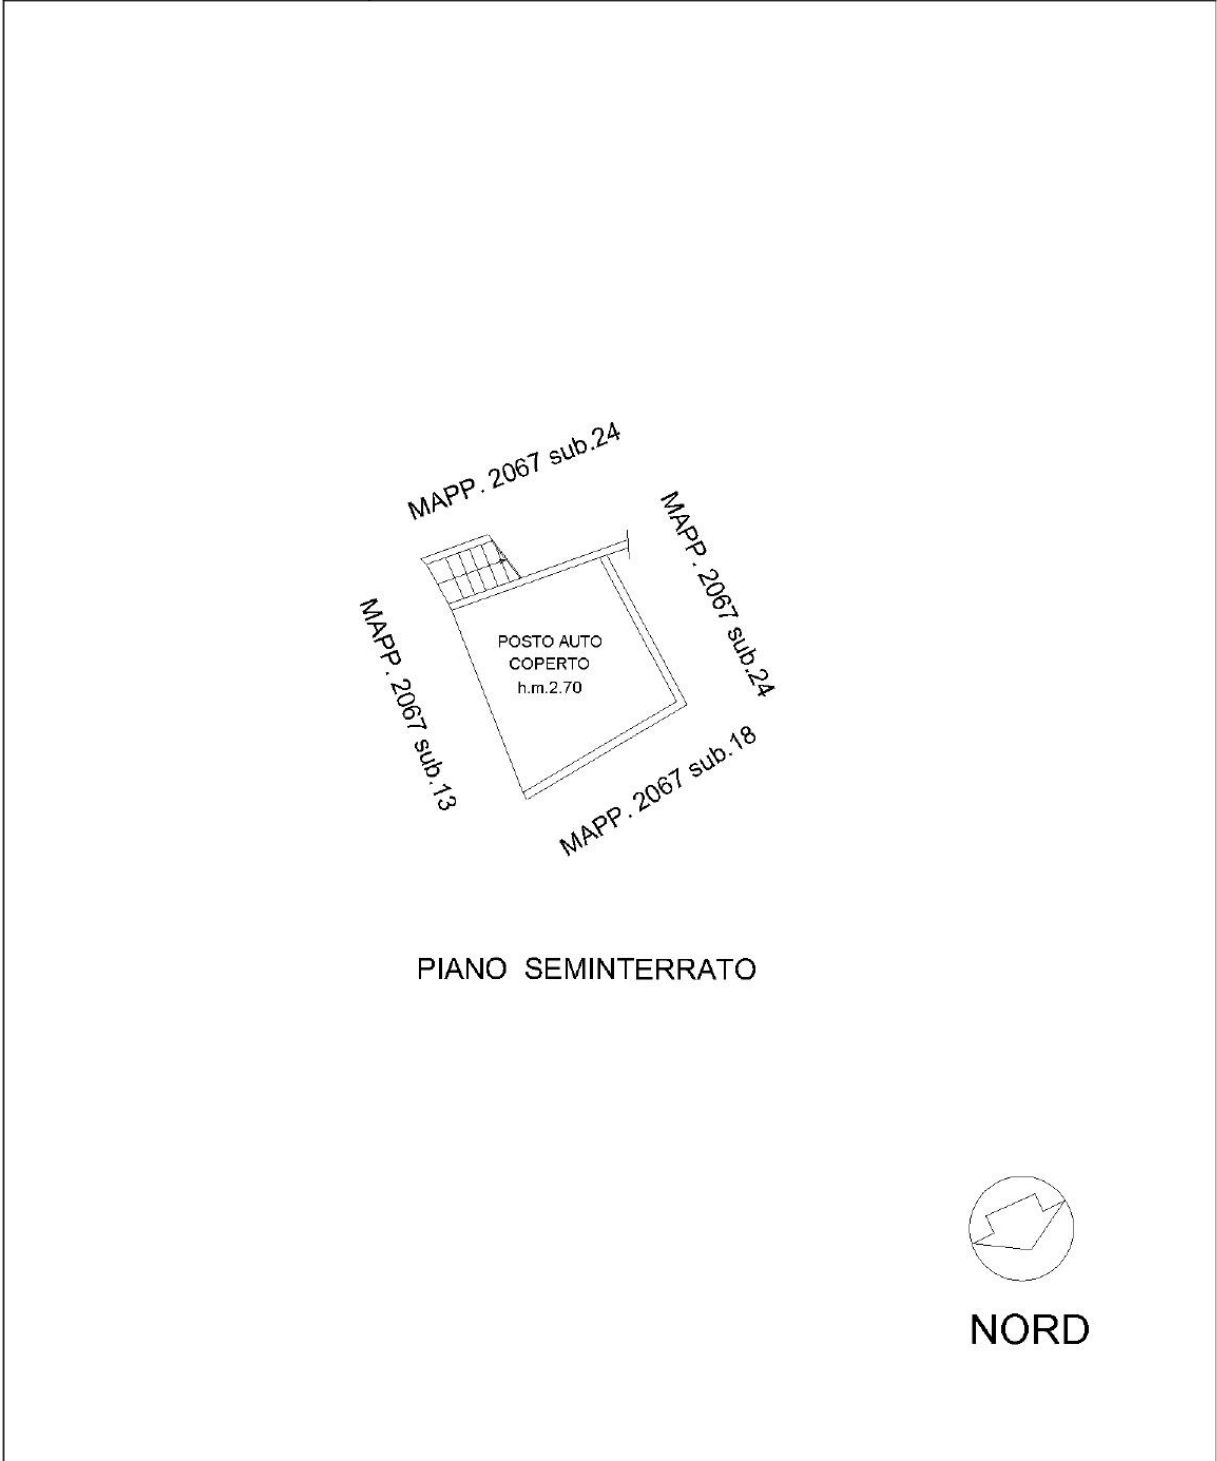 MAPP. 2067 sub.24
MAPP. 2067 sub.24
MAPP. 2067 sub.13
POSTO AUTO
COPERTO
h.m.2.70
MAPP. 2067 sub.18
PIANO SEMINTERRATO
NORD